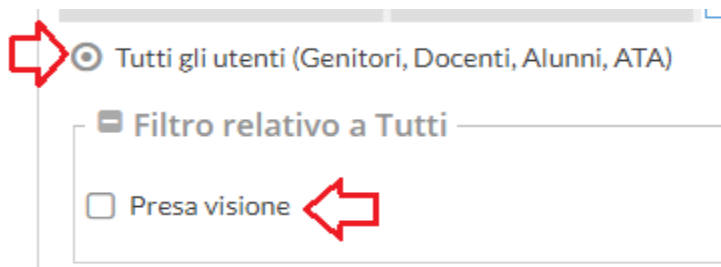 Tutti gli utenti (Genitori, Docenti, Alunni, ATA)
Filtro relativo a Tutti
Presa visione